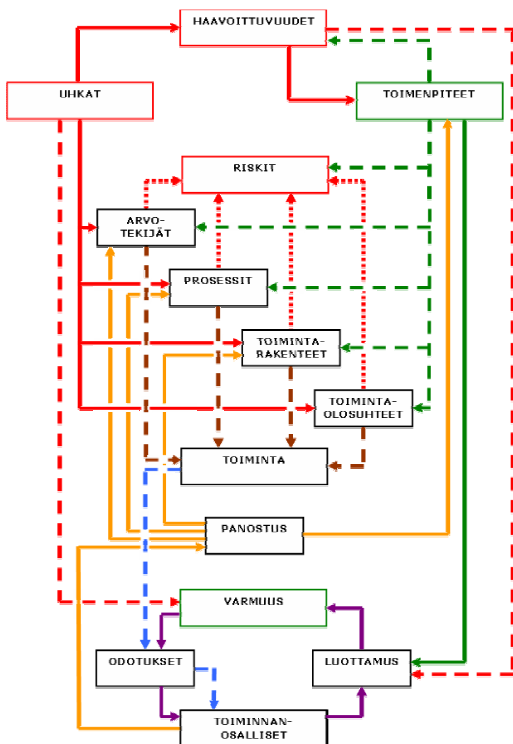 HAAVOITTUVUUDET
UHKAT
TOIMENPITEET
RISKIT
ARVO-
TEKIJÄT
PROSESSIT
TOIMINTA-
RAKENTEET
TOIMINTA-
OLOSUHTEET
TOIMINTA
PANOSTUS
VARMUUS
ODOTUKSET
LUOTTAMUS
TOIMINNAN-
OSALLISET